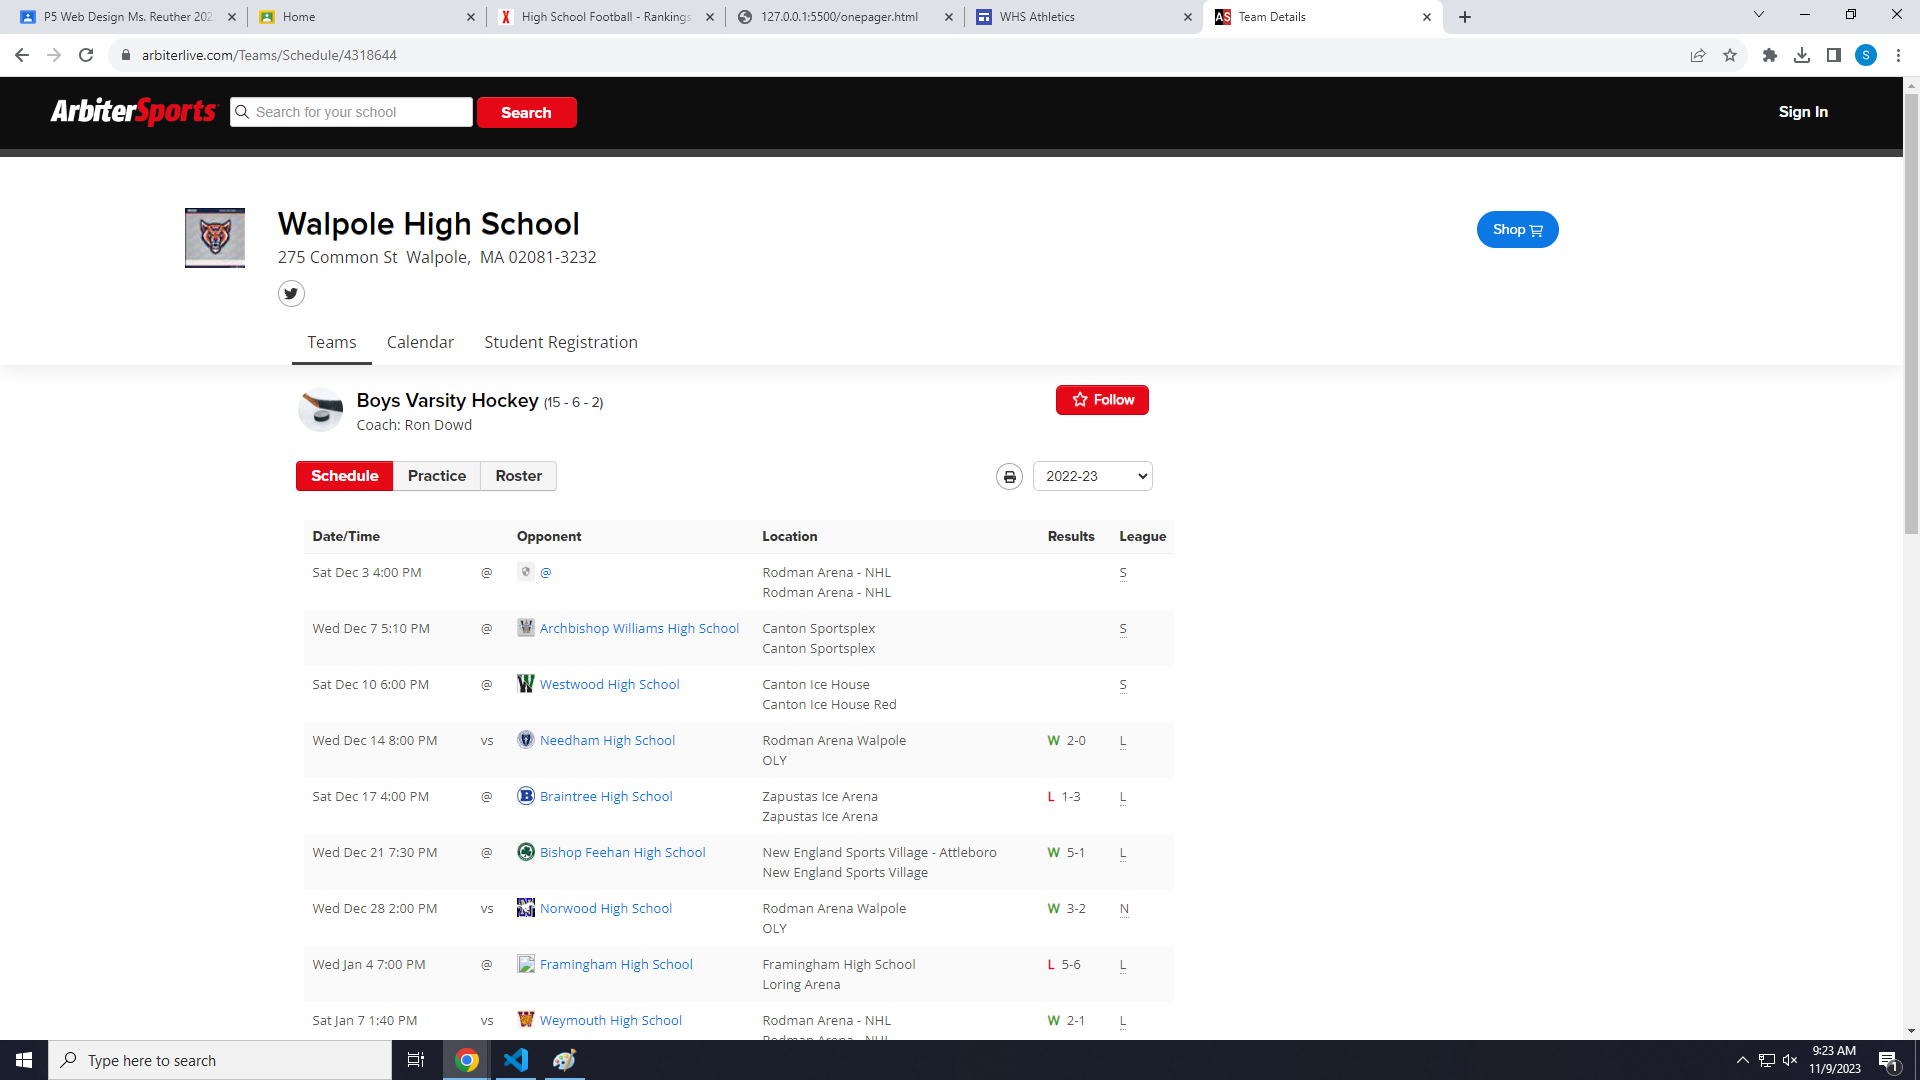 P5 Web Design Ms. Reuther 202
Home
High School Football - Rankings
127.0.0.1:5500/onepager.html
WHS Athletics
AS Team Details
arbiterlive.com/Teams/Schedule/4318644
S
ArbiterSports
Search for your school
Search
Sign In
Walpole High School
275 Common St Walpole, MA 02081-3232
Shop
Teams
Calendar
Student Registration
Boys Varsity Hockey (15 - 6 - 2)
Coach: Ron Dowd
Follow
Schedule
Practice
Roster
2022-23
Date/Time Opponent Location Results League
Sat Dec 3 4:00 PM @ @ Rodman Arena - NHL S
Rodman Arena - NHL
Wed Dec 7 5:10 PM @ Archbishop Williams High School Canton Sportsplex S
Canton Sportsplex
Sat Dec 10 6:00 PM @ Westwood High School Canton Ice House S
Canton Ice House Red
Wed Dec 14 8:00 PM vs Needham High School Rodman Arena Walpole W 2-0 L
OLY
Sat Dec 17 4:00 PM @ B Braintree High School Zapustas Ice Arena L 1-3 L
Zapustas Ice Arena
Wed Dec 21 7:30 PM @ Bishop Feehan High School New England Sports Village - Attleboro W 5-1 L
New England Sports Village
Wed Dec 28 2:00 PM vs Norwood High School Rodman Arena Walpole W 3-2 N
OLY
Wed Jan 4 7:00 PM @ Framingham High School Framingham High School L 5-6 L
Loring Arena
Sat Jan 7 1:40 PM vs W Weymouth High School Rodman Arena - NHL W 2-1 L
Rodman Arena - NHL
Type here to search
9:23 AM
11/9/2023
1